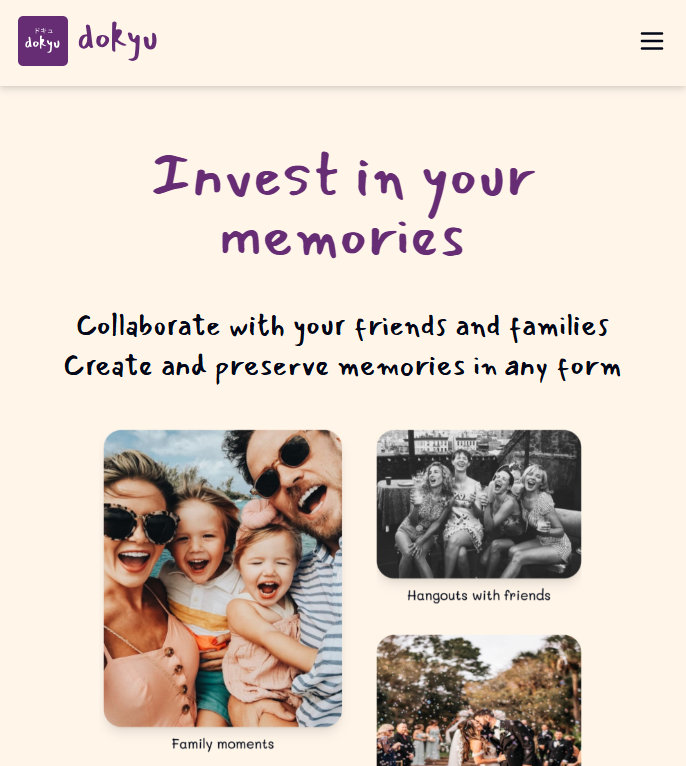 ドキュ
dokyu
dokyu
Invest in your
memories
Collaborate with your friends and families
Create and preserve memories in any form
Hangouts with friends
Family moments